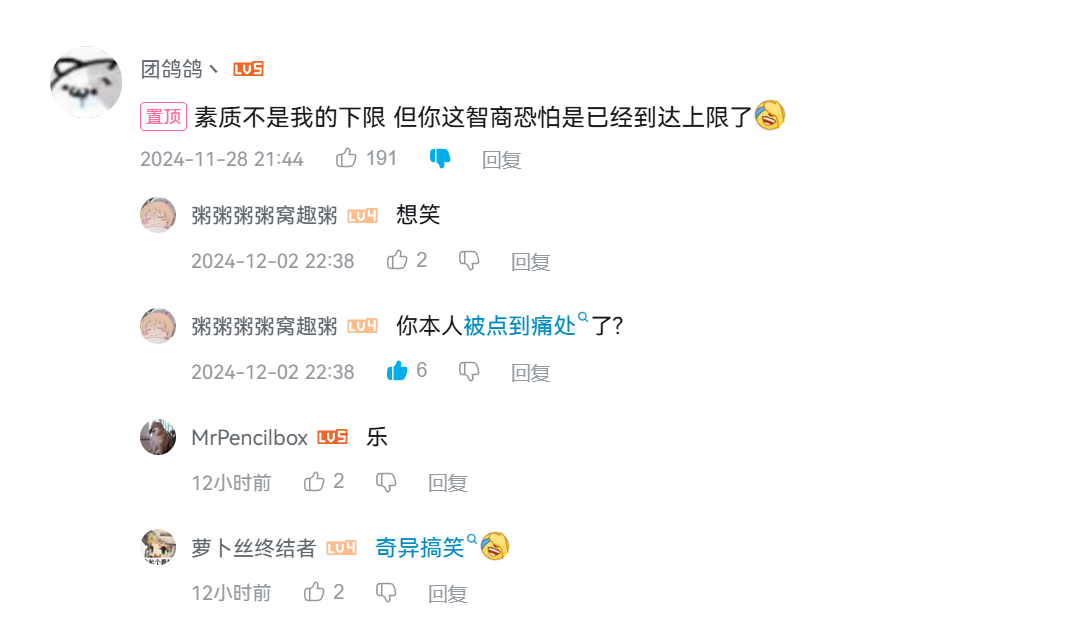 团鸽鸽丶 LV5
置顶 素质不是我的下限 但你这智商恐怕是已经到达上限了
2024-11-28 21:44 191 回复
粥粥粥粥窝趣粥 LV4 想笑
2024-12-02 22:38 2 回复
粥粥粥粥窝趣粥 LV4 你本人被点到痛处了?
2024-12-02 22:38 6 回复
MrPencilbox LV5 乐
12小时前 2 回复
萝卜丝终结者 LV4 奇异搞笑
12小时前 2 回复